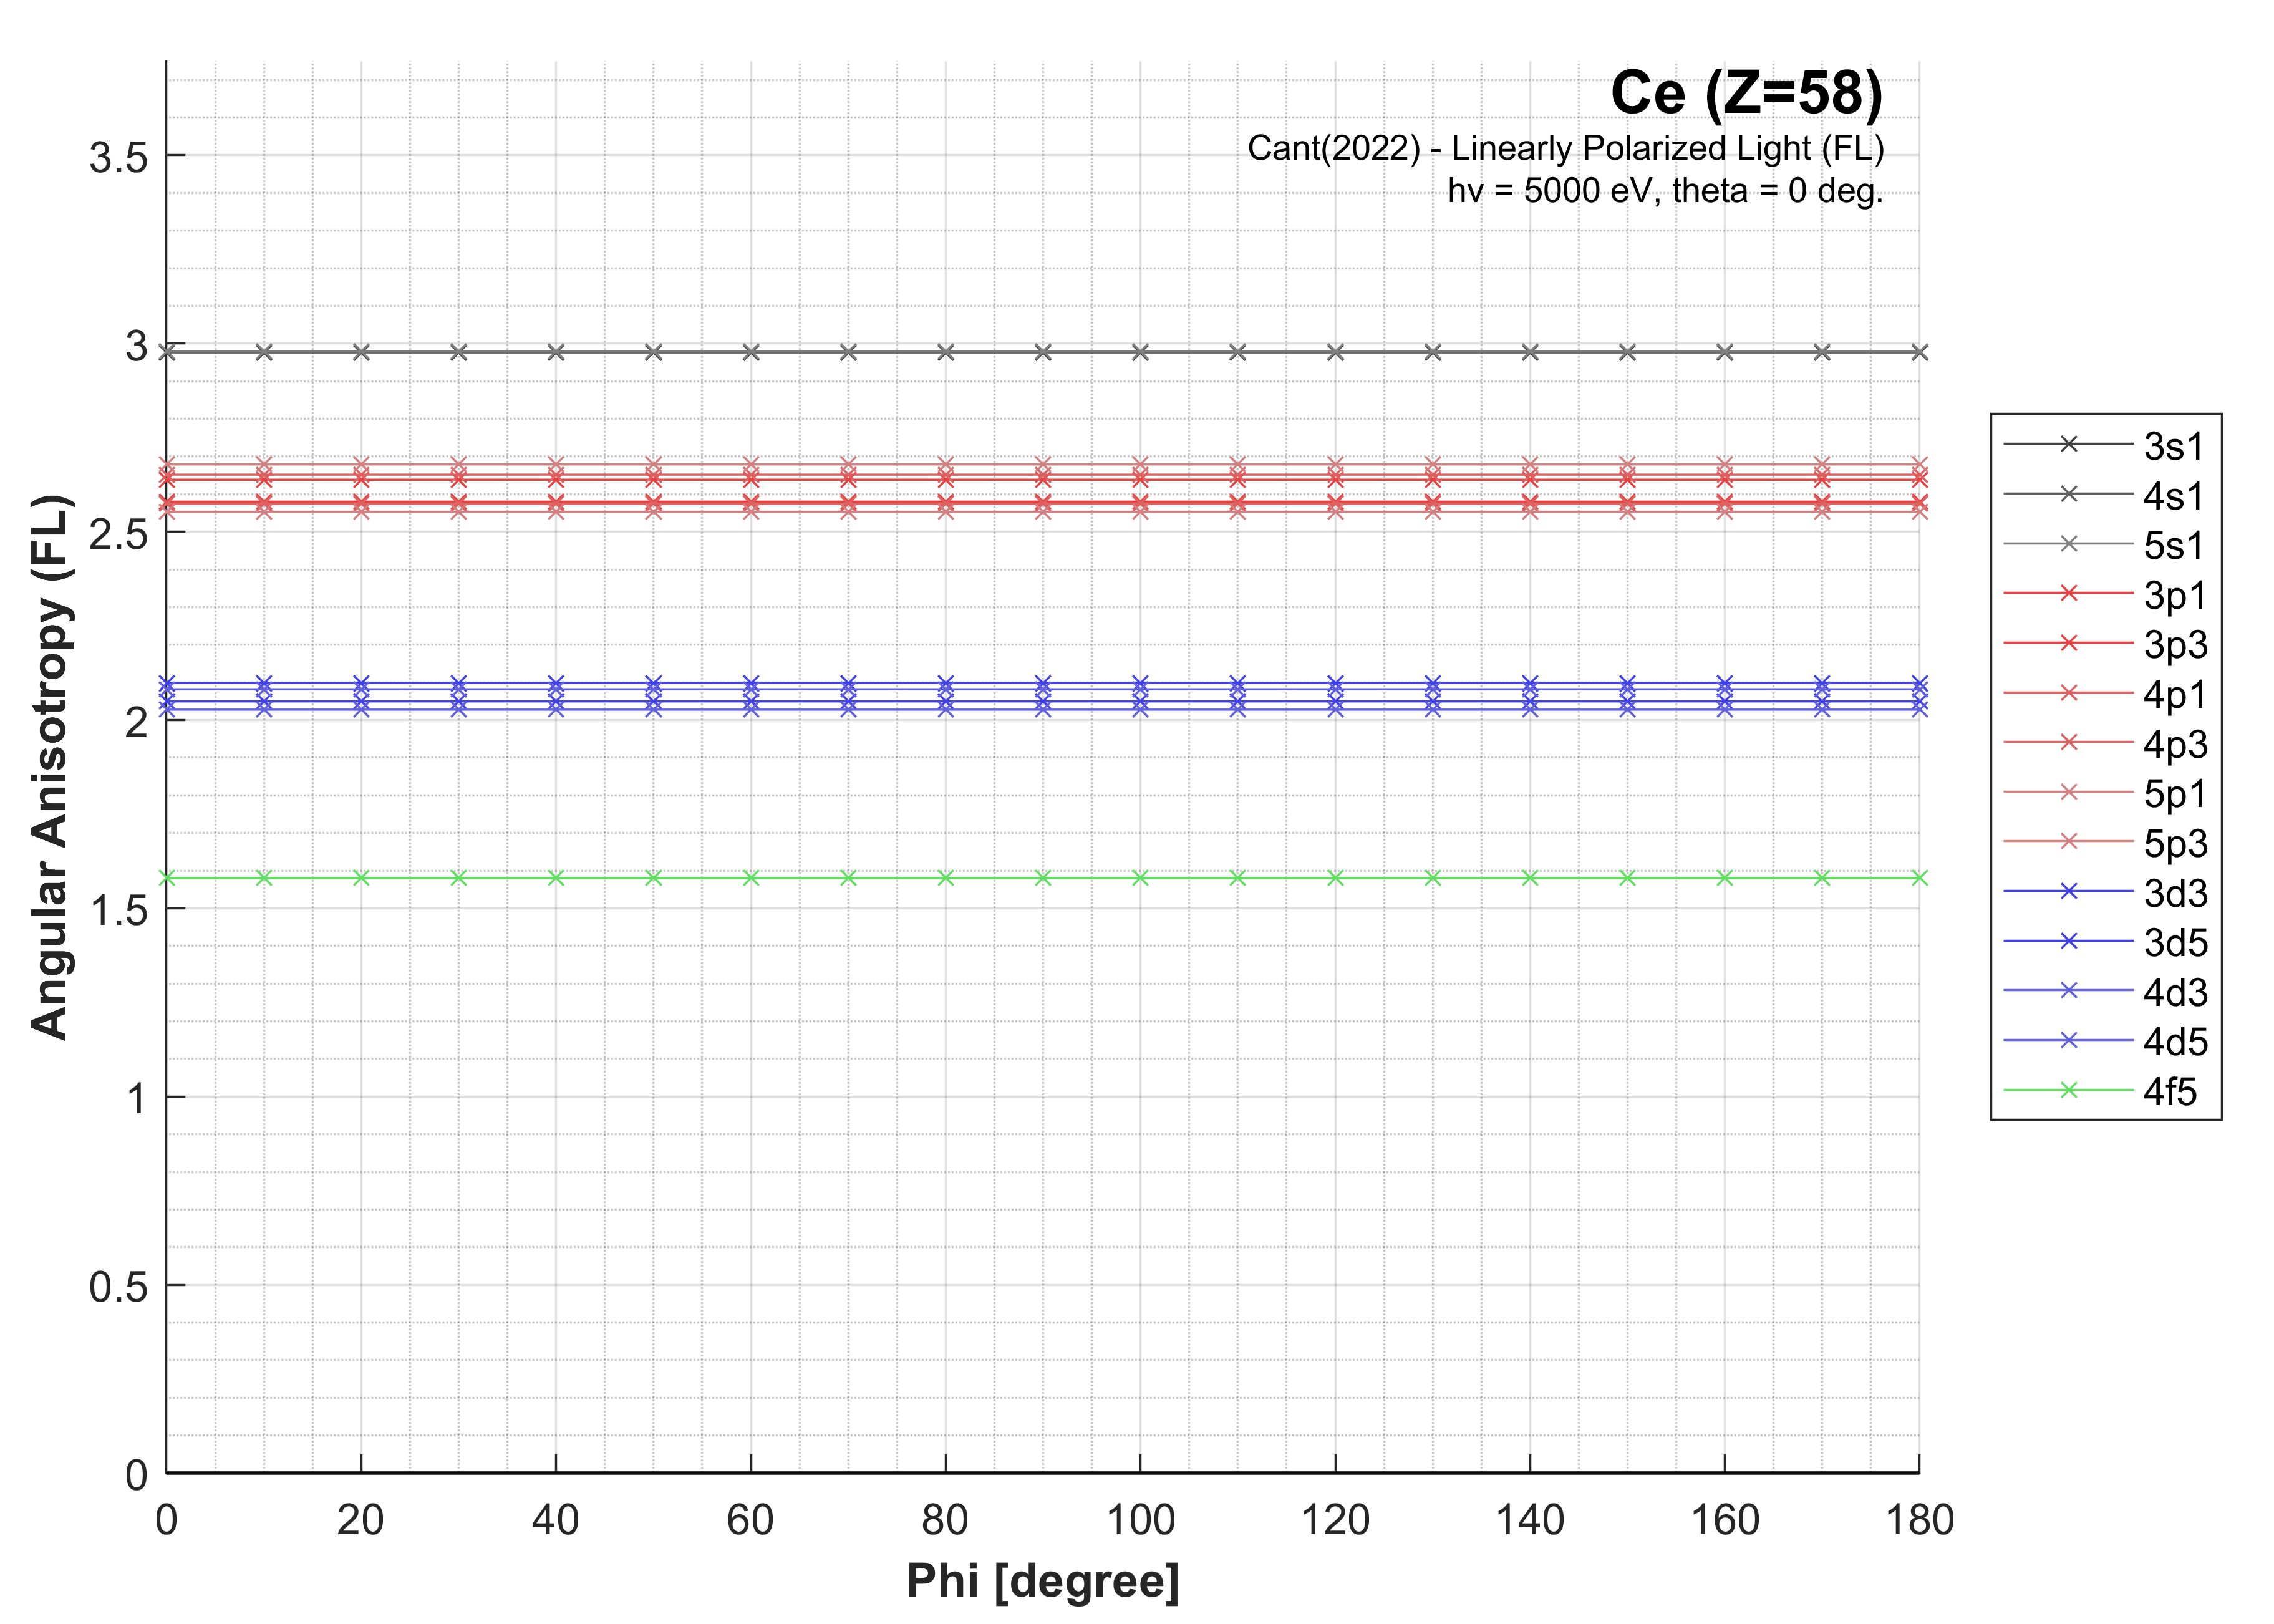 Ce (Z=58)
Cant(2022) - Linearly Polarized Light (FL)
hv = 5000 eV, theta = 0 deg.
Angular Anisotropy (FL)
3.5
3
2.5
2
1.5
1
0.5
0
0 20 40 60 80 100 120 140 160 180
Phi [degree]
3s1
4s1
5s1
3p1
3p3
4p1
4p3
5p1
5p3
3d3
3d5
4d3
4d5
4f5